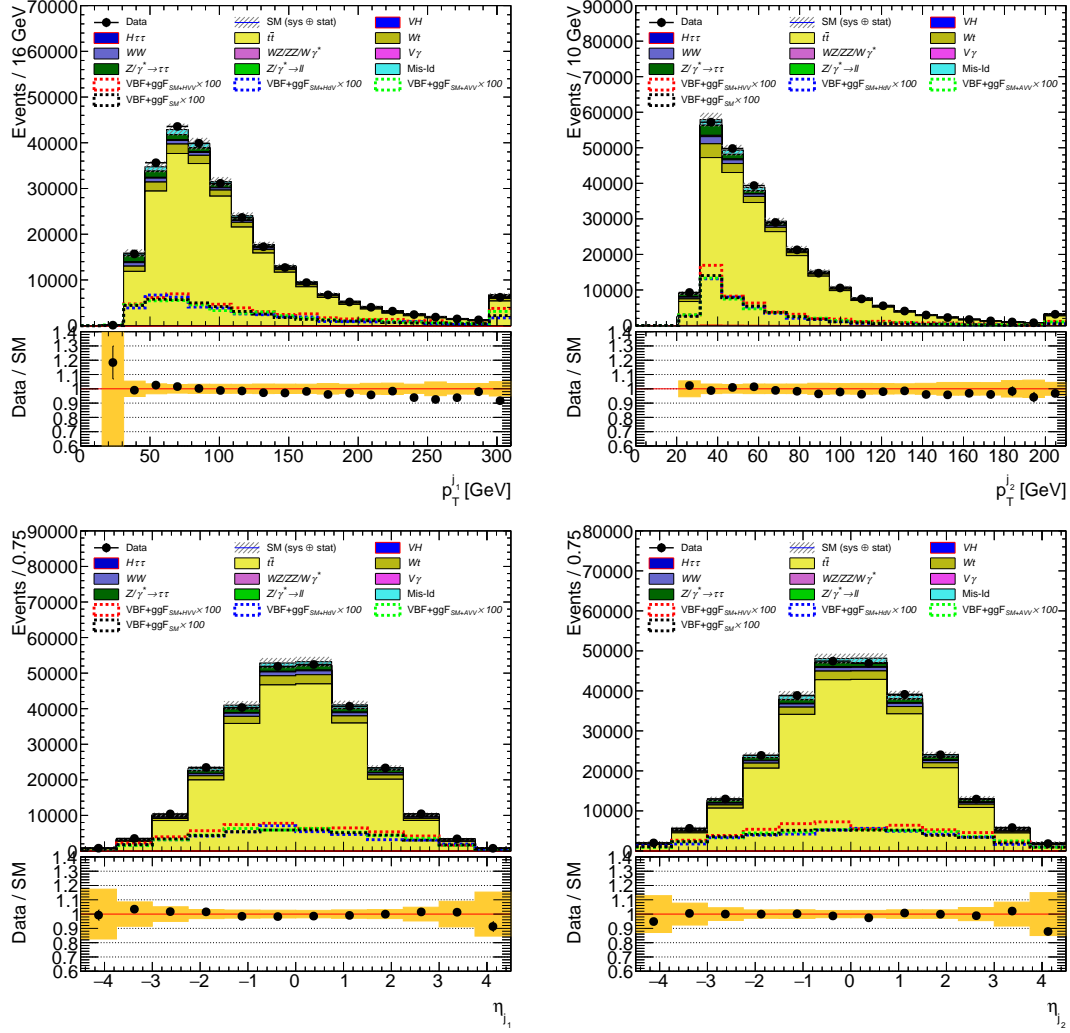 Events / 16 GeV
70000
60000
50000
40000
30000
20000
10000
0
Data
SM (sys ⊕ stat)
VH
Hττ
tt̄
Wt
WW
WZ/ZZ/Wγ*
Vγ
Z/γ*→ττ
Z/γ*→ll
Mis-Id
VBF+ggF_SM+HVV×100
VBF+ggF_SM+HdV×100
VBF+ggF_SM+AVV×100
VBF+ggF_SM×100
Data / SM
1.4
1.3
1.2
1.1
1
0.9
0.8
0.7
0.6
0 50 100 150 200 250 300
p_T^j_1 [GeV]
Events / 10 GeV
90000
80000
70000
60000
50000
40000
30000
20000
10000
0
Data
SM (sys ⊕ stat)
VH
Hττ
tt̄
Wt
WW
WZ/ZZ/Wγ*
Vγ
Z/γ*→ττ
Z/γ*→ll
Mis-Id
VBF+ggF_SM+HVV×100
VBF+ggF_SM+HdV×100
VBF+ggF_SM+AVV×100
VBF+ggF_SM×100
Data / SM
1.4
1.3
1.2
1.1
1
0.9
0.8
0.7
0.6
0 20 40 60 80 100 120 140 160 180 200
p_T^j_2 [GeV]
Events / 0.75
90000
80000
70000
60000
50000
40000
30000
20000
10000
0
Data
SM (sys ⊕ stat)
VH
Hττ
tt̄
Wt
WW
WZ/ZZ/Wγ*
Vγ
Z/γ*→ττ
Z/γ*→ll
Mis-Id
VBF+ggF_SM+HVV×100
VBF+ggF_SM+HdV×100
VBF+ggF_SM+AVV×100
VBF+ggF_SM×100
Data / SM
1.4
1.3
1.2
1.1
1
0.9
0.8
0.7
0.6
−4 −3 −2 −1 0 1 2 3 4
η_j_1
Events / 0.75
80000
70000
60000
50000
40000
30000
20000
10000
0
Data
SM (sys ⊕ stat)
VH
Hττ
tt̄
Wt
WW
WZ/ZZ/Wγ*
Vγ
Z/γ*→ττ
Z/γ*→ll
Mis-Id
VBF+ggF_SM+HVV×100
VBF+ggF_SM+HdV×100
VBF+ggF_SM+AVV×100
VBF+ggF_SM×100
Data / SM
1.4
1.3
1.2
1.1
1
0.9
0.8
0.7
0.6
−4 −3 −2 −1 0 1 2 3 4
η_j_2